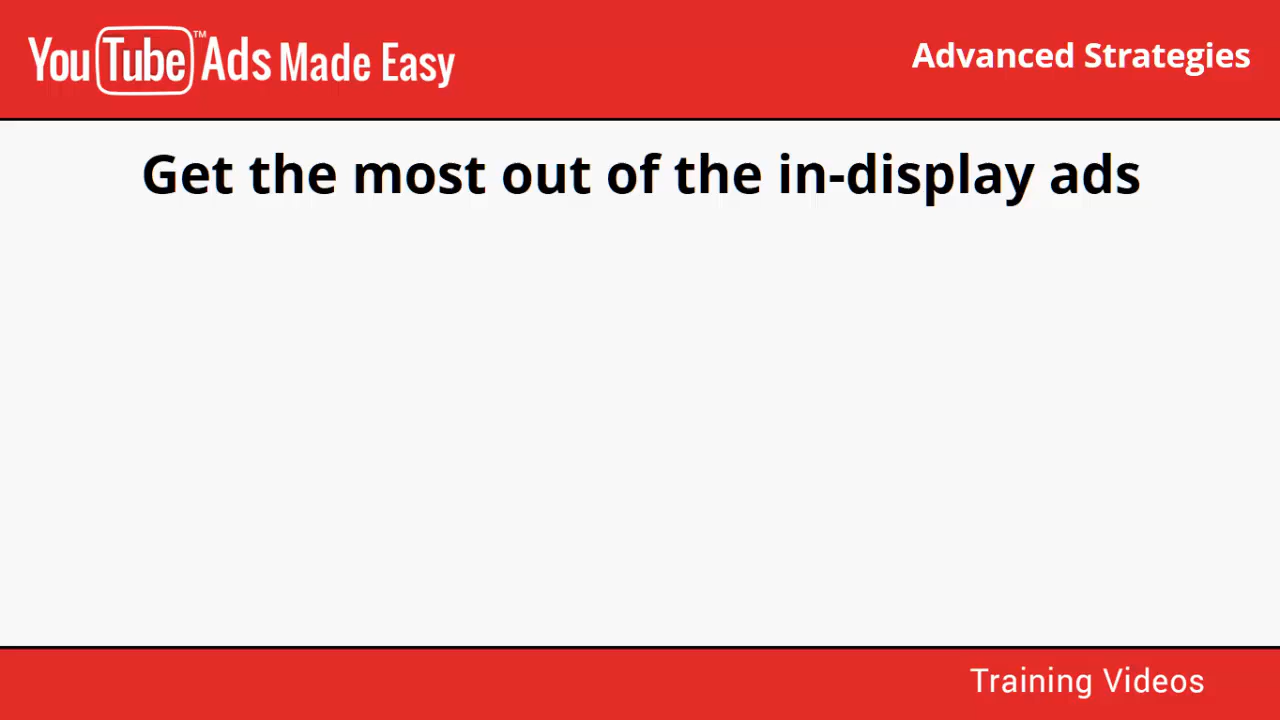 YouTube™ Ads Made Easy
Advanced Strategies
Get the most out of the in-display ads
Training Videos